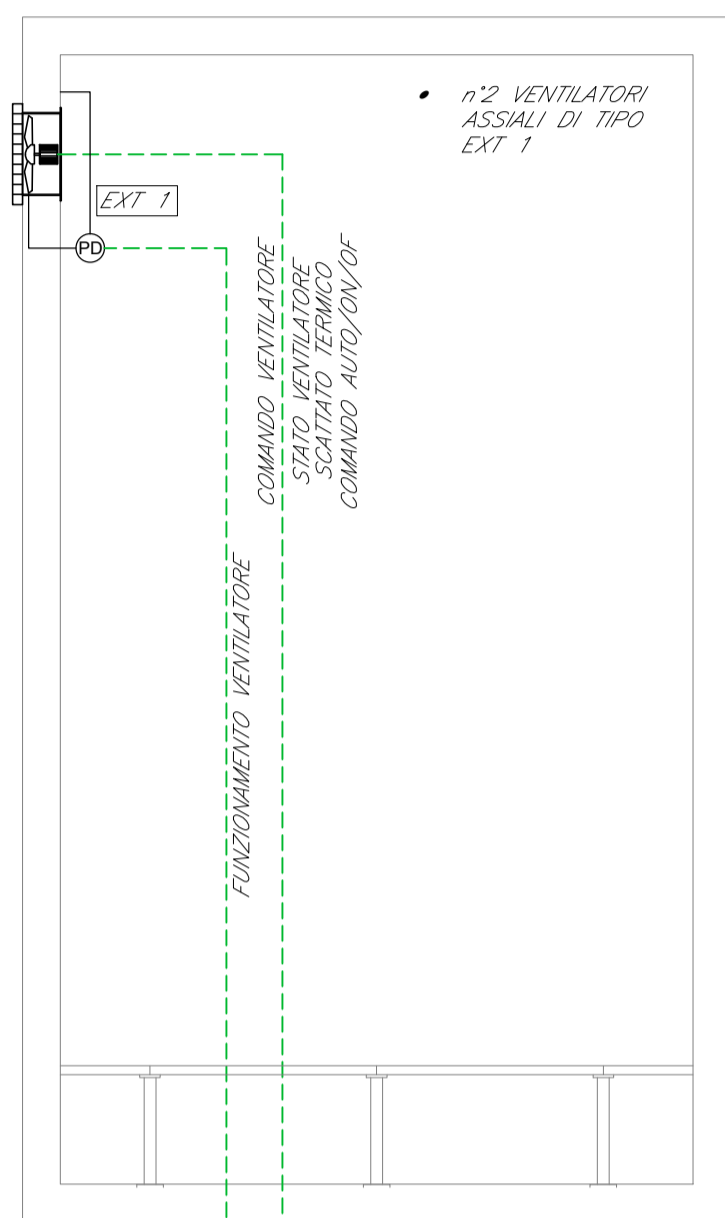 n°2 VENTILATORI
ASSIALI DI TIPO
EXT 1
EXT 1
PD
COMANDO VENTILATORE
STATO VENTILATORE
SCATTATO TERMICO
COMANDO AUTO/ON/OF
FUNZIONAMENTO VENTILATORE